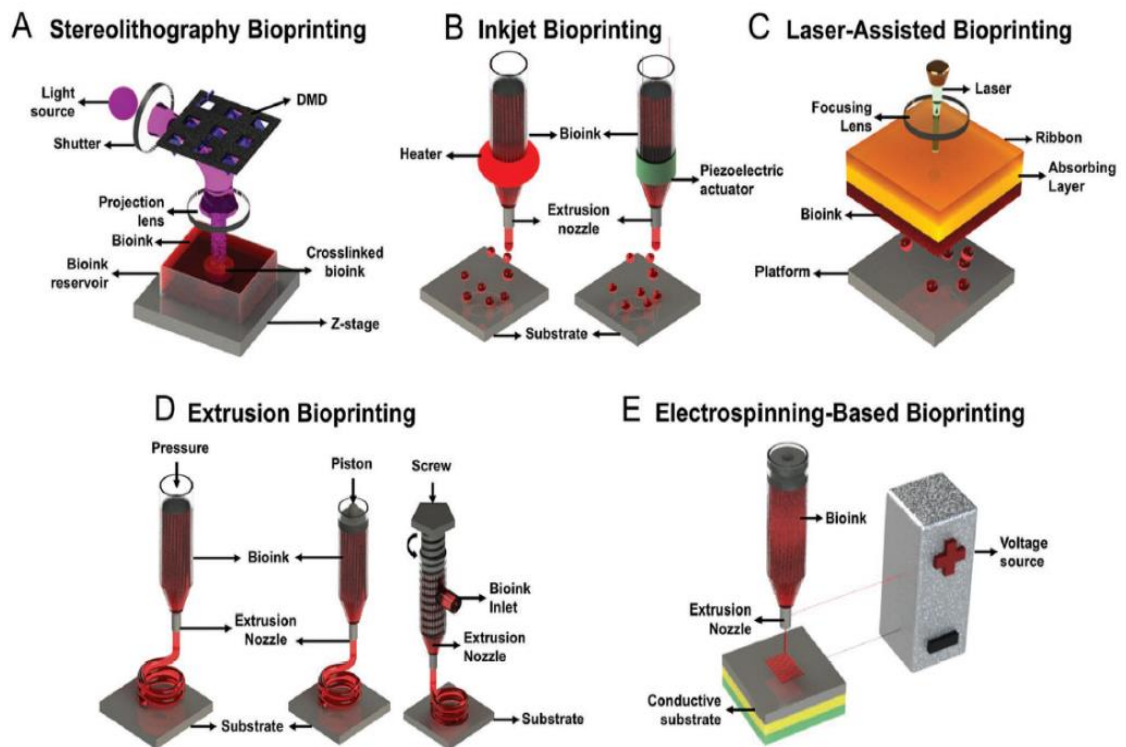 A Stereolithography Bioprinting
Light
source
DMD
Shutter
Projection
lens
Bioink
Bioink
reservoir
Crosslinked
bioink
Z-stage
B Inkjet Bioprinting
Bioink
Heater
Piezoelectric
actuator
Extrusion
nozzle
Substrate
C Laser-Assisted Bioprinting
Laser
Focusing
Lens
Ribbon
Absorbing
Layer
Bioink
Platform
D Extrusion Bioprinting
Pressure
Piston
Screw
Bioink
Bioink
Inlet
Extrusion
Nozzle
Extrusion
Nozzle
Substrate
Substrate
E Electrospinning-Based Bioprinting
Bioink
Voltage
source
Extrusion
Nozzle
Conductive
substrate